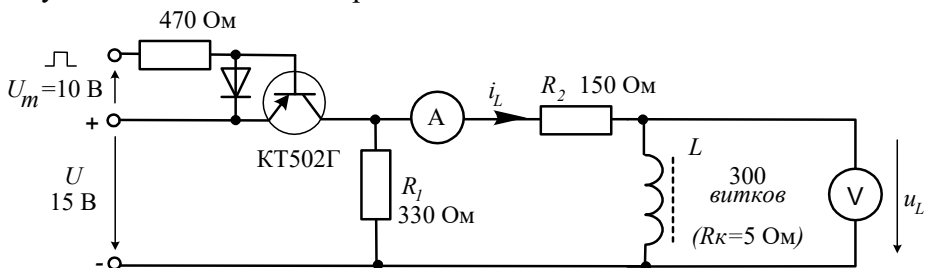 470 Ом
U_m=10 В
+
КТ502Г
A
i_L
R_2 150 Ом
U
15 В
R_1
330 Ом
L
300
витков
(Rк=5 Ом)
V
u_L
-